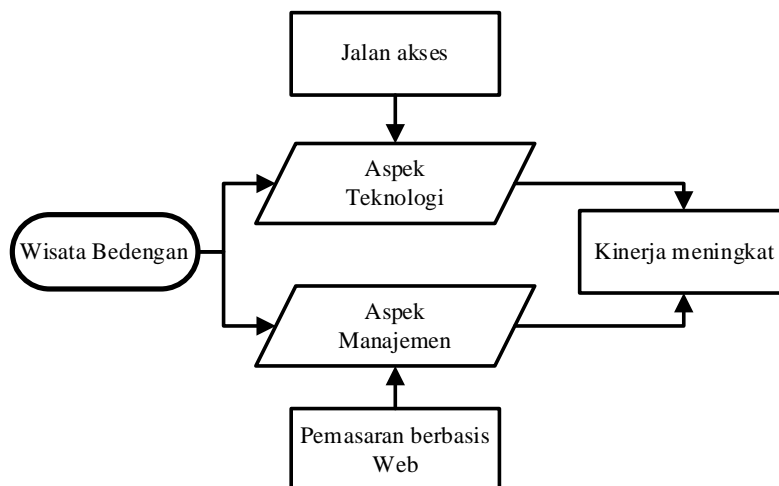 Jalan akses
Aspek
Teknologi
Wisata Bedengan
Kinerja meningkat
Aspek
Manajemen
Pemasaran berbasis
Web